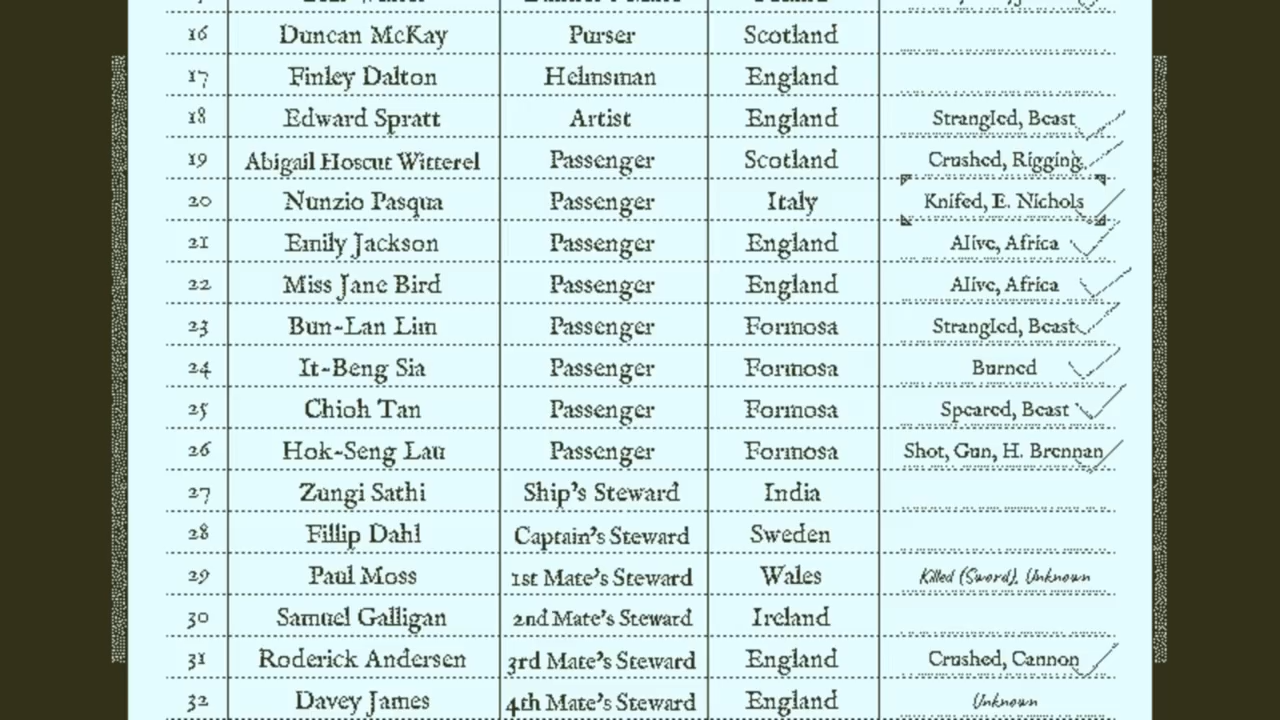 16 Duncan McKay Purser Scotland
17 Finley Dalton Helmsman England
18 Edward Spratt Artist England Strangled, Beast
19 Abigail Hoscut Witterel Passenger Scotland Crushed, Rigging
20 Nunzio Pasqua Passenger Italy Knifed, E. Nichols
21 Emily Jackson Passenger England Alive, Africa
22 Miss Jane Bird Passenger England Alive, Africa
23 Bun-Lan Lim Passenger Formosa Strangled, Beast
24 It-Beng Sia Passenger Formosa Burned
25 Chioh Tan Passenger Formosa Speared, Beast
26 Hok-Seng Lau Passenger Formosa Shot, Gun, H. Brennan
27 Zungi Sathi Ship's Steward India
28 Fillip Dahl Captain's Steward Sweden
29 Paul Moss 1st Mate's Steward Wales Killed (Sword), Unknown
30 Samuel Galligan 2nd Mate's Steward Ireland
31 Roderick Andersen 3rd Mate's Steward England Crushed, Cannon
32 Davey James 4th Mate's Steward England Unknown